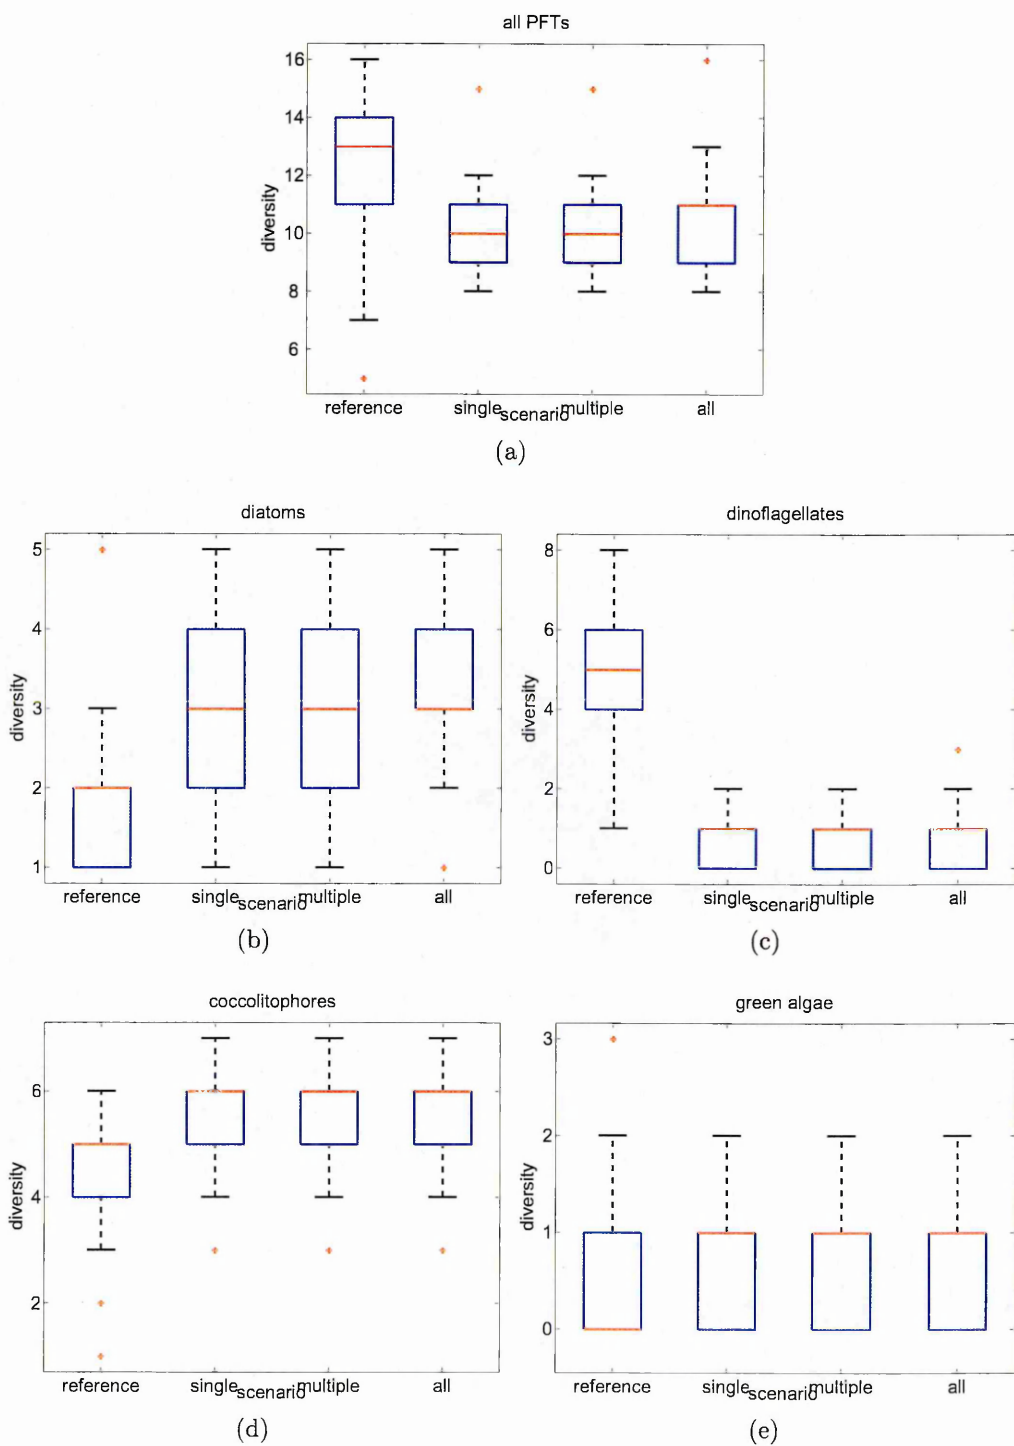 all PFTs
diversity
16
14
12
10
8
6
reference single multiple all
scenario
(a)
diatoms
diversity
5
4
3
2
1
reference single multiple all
scenario
(b)
dinoflagellates
diversity
8
6
4
2
0
reference single multiple all
scenario
(c)
coccolitophores
diversity
6
4
2
reference single multiple all
scenario
(d)
green algae
diversity
3
2
1
0
reference single multiple all
scenario
(e)